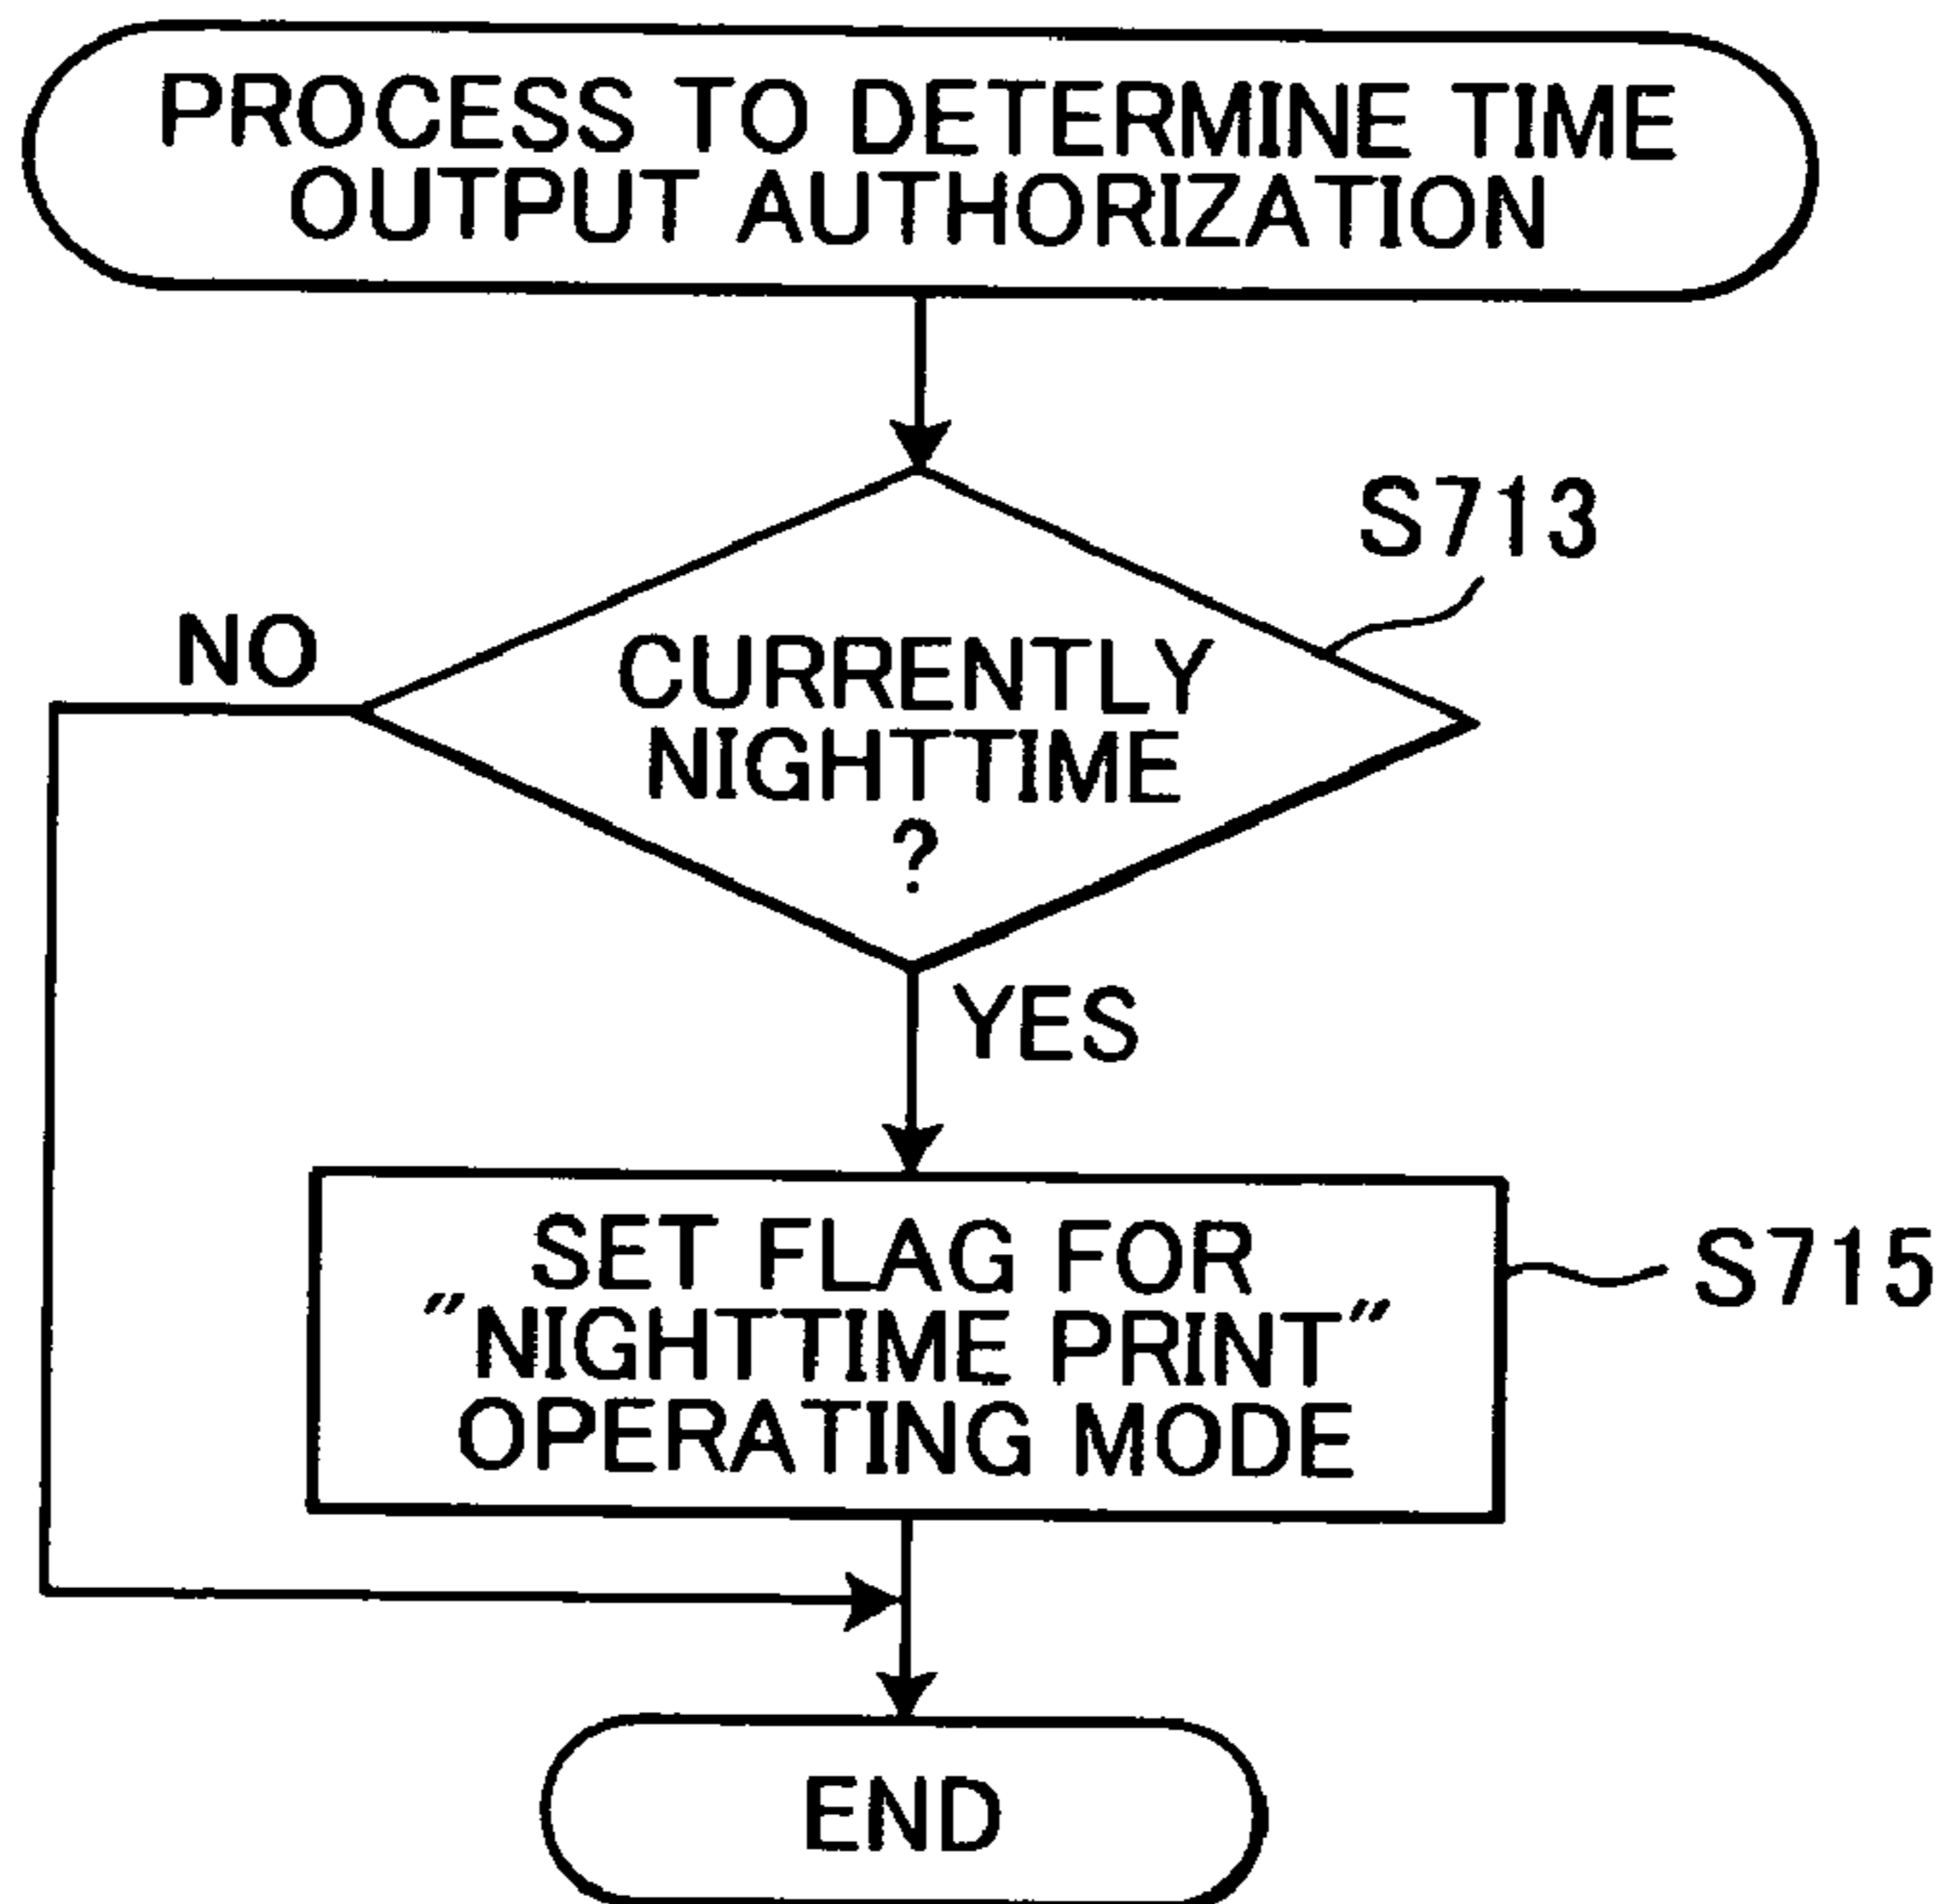 PROCESS TO DETERMINE TIME
OUTPUT AUTHORIZATION
S713
NO
CURRENTLY
NIGHTTIME
?
YES
SET FLAG FOR
"NIGHTTIME PRINT"
OPERATING MODE
S715
END